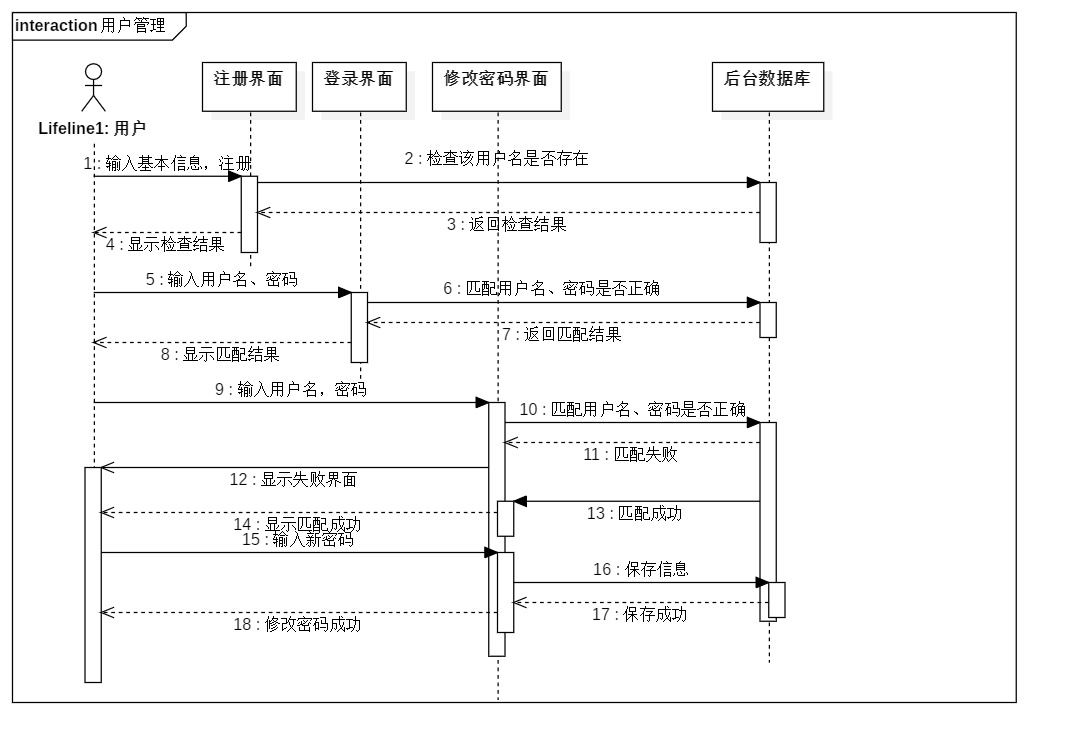 interaction 用户管理
注册界面
登录界面
修改密码界面
后台数据库
Lifeline1: 用户
1 : 输入基本信息，注册
2 : 检查该用户名是否存在
3 : 返回检查结果
4 : 显示检查结果
5 : 输入用户名、密码
6 : 匹配用户名、密码是否正确
7 : 返回匹配结果
8 : 显示匹配结果
9 : 输入用户名，密码
10 : 匹配用户名、密码是否正确
11 : 匹配失败
12 : 显示失败界面
13 : 匹配成功
14 : 显示匹配成功
15 : 输入新密码
16 : 保存信息
17 : 保存成功
18 : 修改密码成功